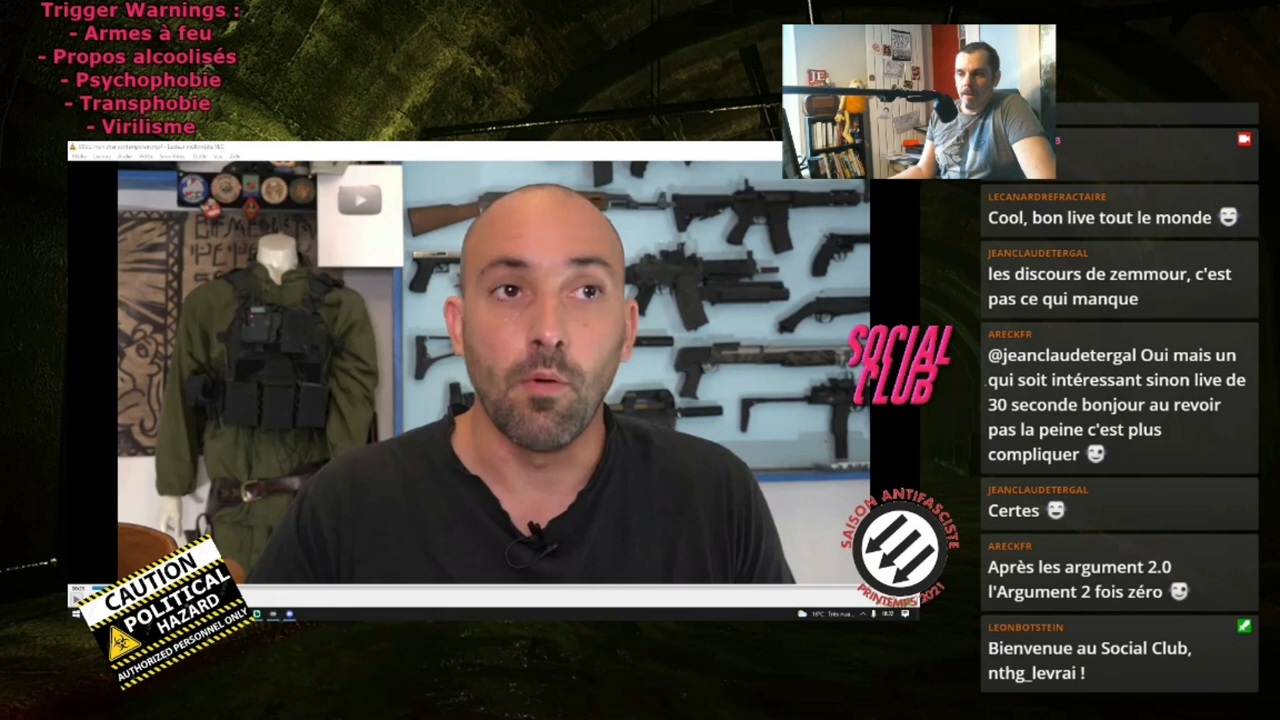 Trigger Warnings :
- Armes à feu
- Propos alcoolisés
- Psychophobie
- Transphobie
- Virilisme
JE
LECANARDREFRACTAIRE
Cool, bon live tout le monde
JEANCLAUDETERGAL
les discours de zemmour, c'est
pas ce qui manque
ARECKFR
@jeanclaudetergal Oui mais un
qui soit intéressant sinon live de
30 seconde bonjour au revoir
pas la peine c'est plus
compliquer
JEANCLAUDETERGAL
Certes
ARECKFR
Après les argument 2.0
l'Argument 2 fois zéro
LEONBOTSTEIN
Bienvenue au Social Club,
nthg_levrai !
SOCIAL
CLUB
SAISON ANTIFASCISTE
PRINTEMPS 2021
CAUTION
POLITICAL
HAZARD
AUTHORIZED PERSONNEL ONLY